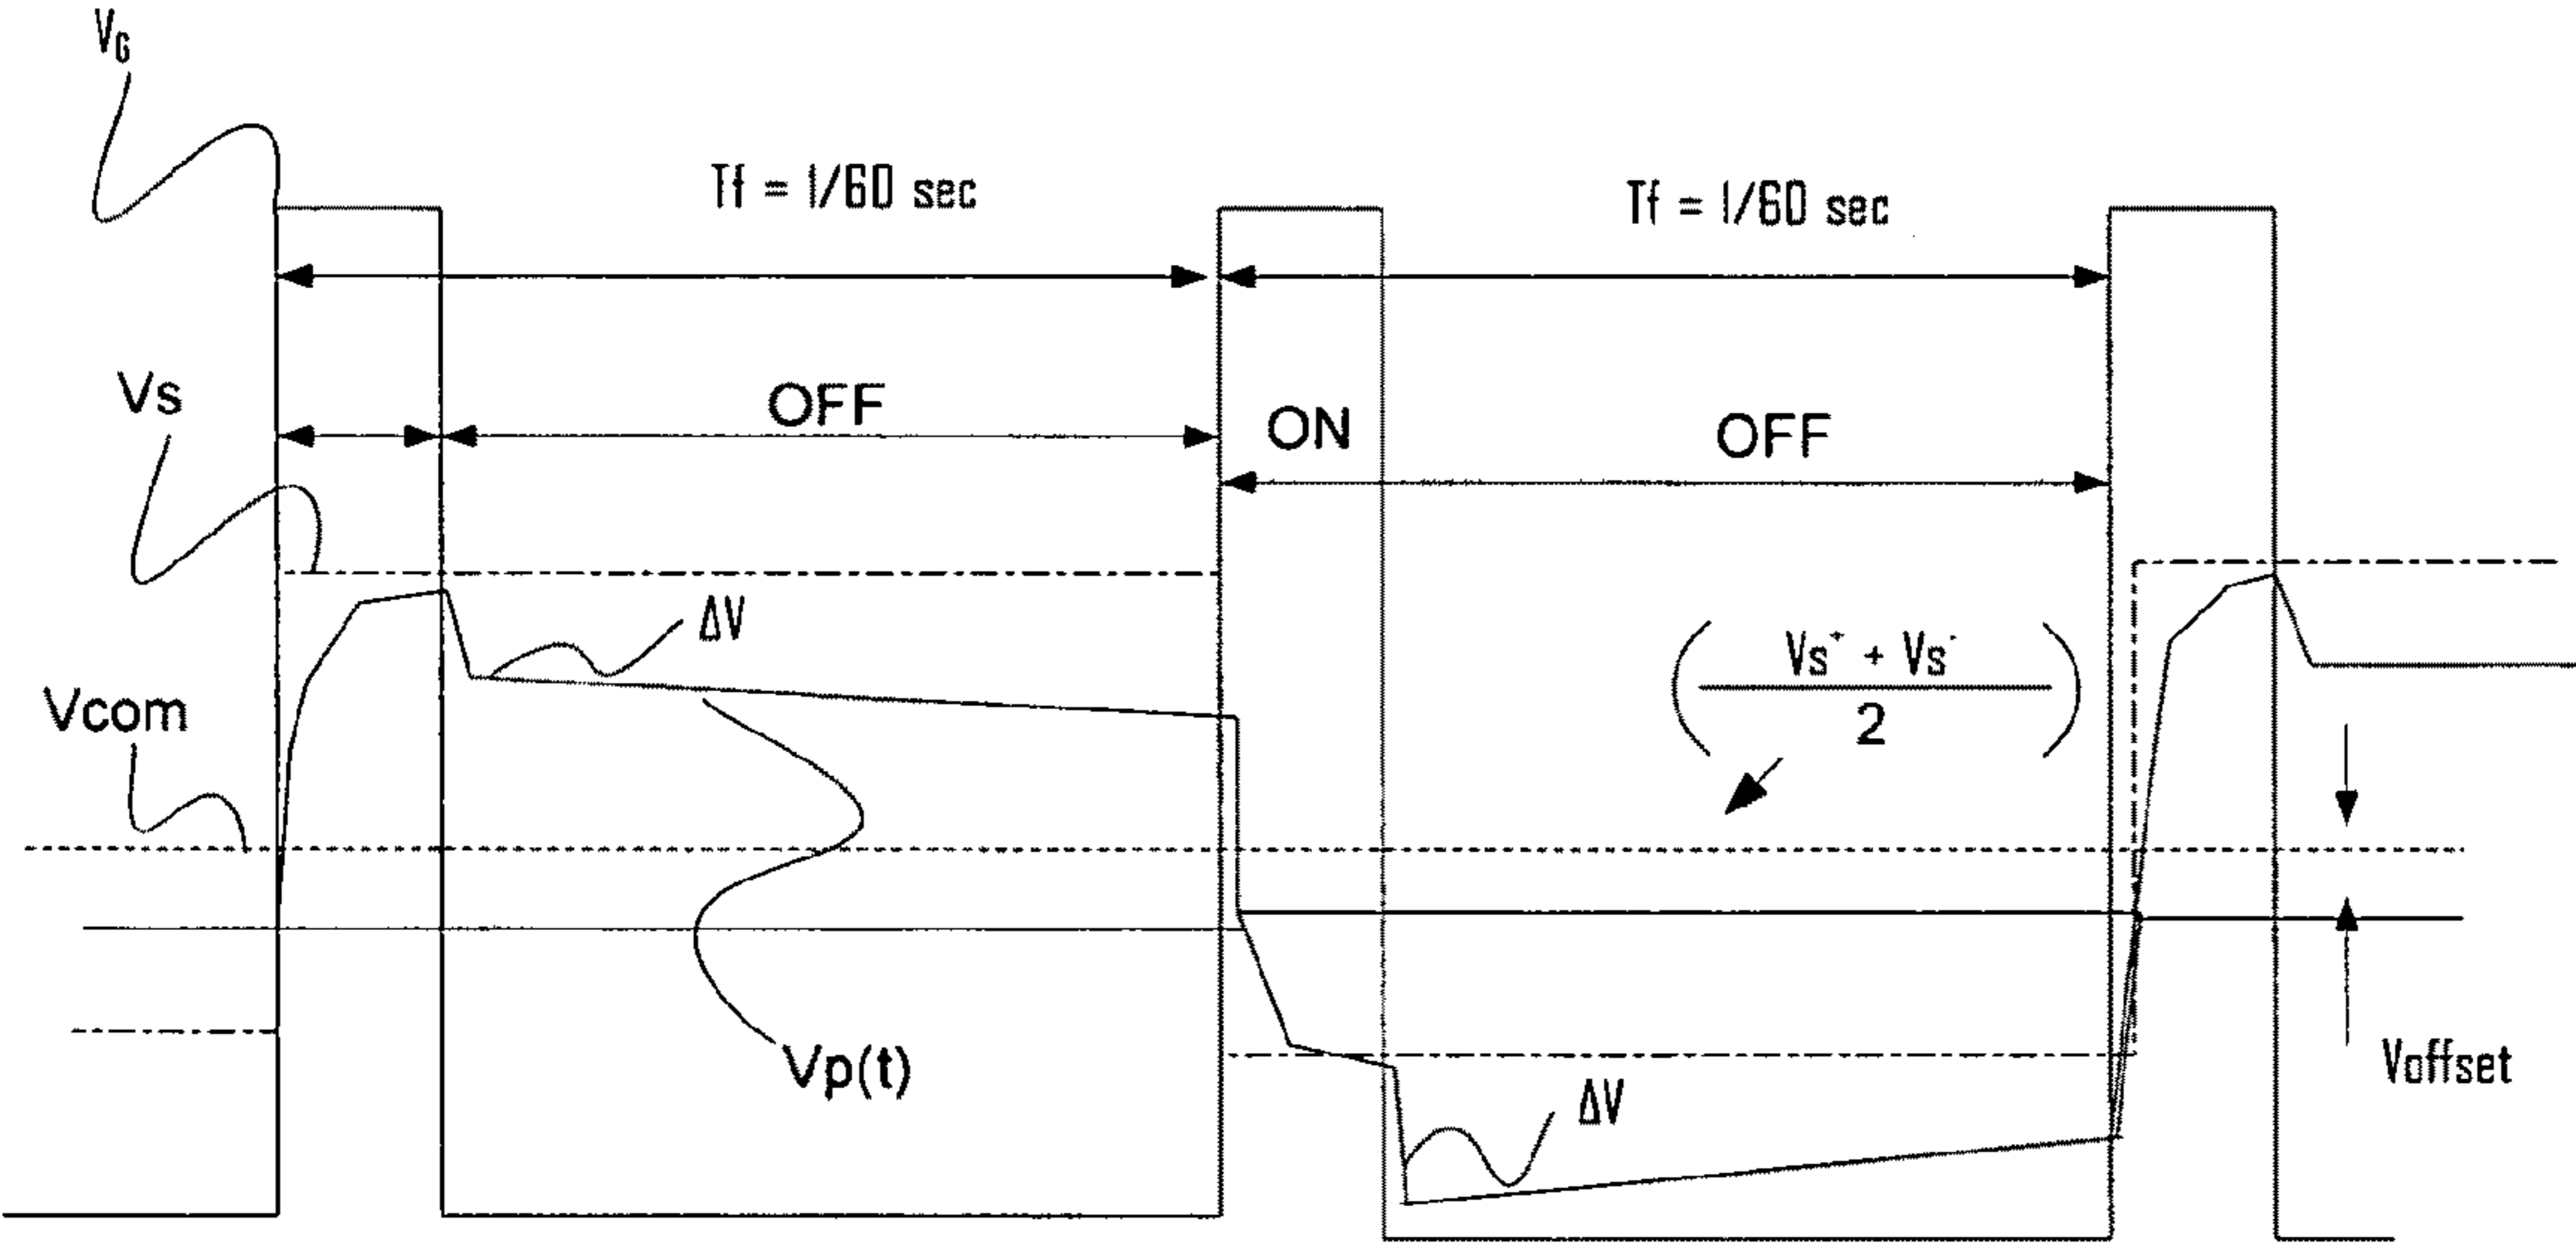 VG
Tf = 1/60 sec
Tf = 1/60 sec
Vs
OFF
ON
OFF
ΔV
Vs⁺ + Vs⁻
2
Vcom
Vp(t)
ΔV
Voffset